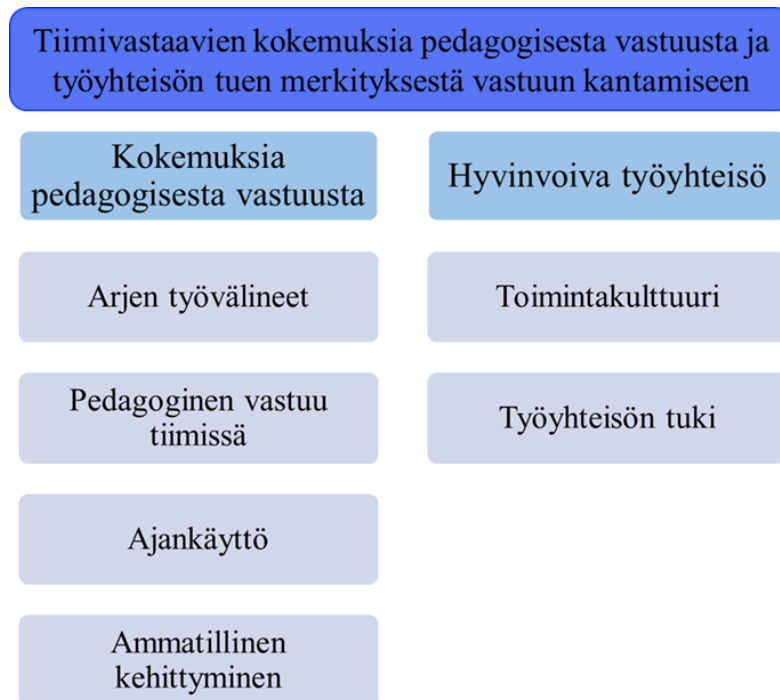 Tiimivastaavien kokemuksia pedagogisesta vastuusta ja
työyhteisön tuen merkityksestä vastuun kantamiseen
Kokemuksia
pedagogisesta vastuusta
Arjen työvälineet
Pedagoginen vastuu
tiimissä
Ajankäyttö
Ammatillinen
kehittyminen
Hyvinvoiva työyhteisö
Toimintakulttuuri
Työyhteisön tuki